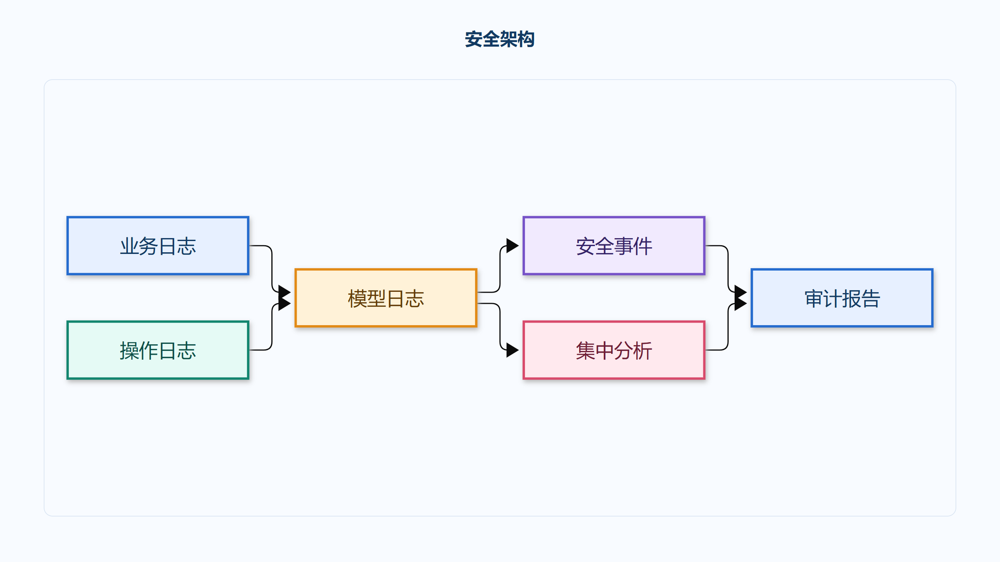 安全架构
业务日志
操作日志
模型日志
安全事件
集中分析
审计报告